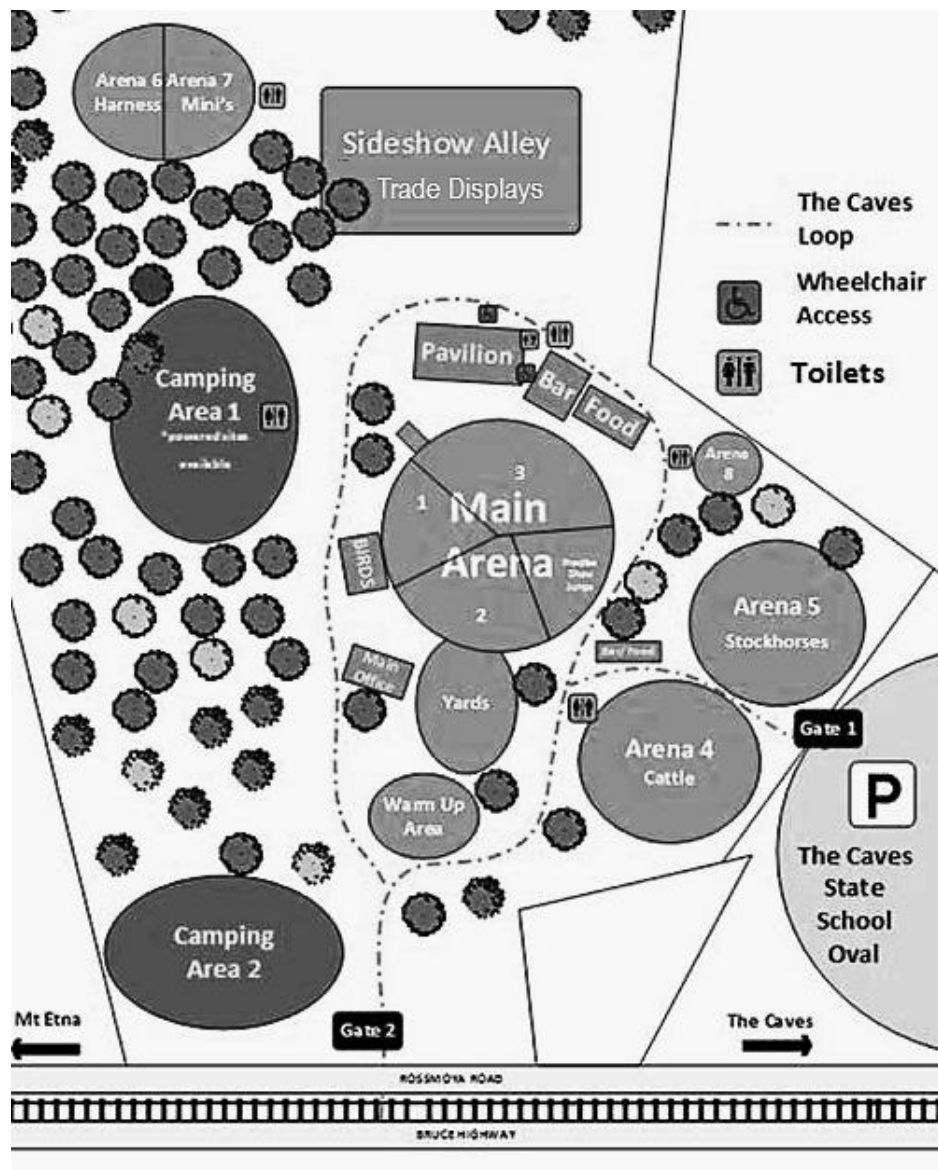 Arena 6
Harness
Arena 7
Mini's
Sideshow Alley
Trade Displays
The Caves
Loop
Wheelchair
Access
Toilets
Pavilion
Bar
Food
Camping
Area 1
*powered sites
available
Arena
8
3
1
Main
Arena
2
BIRDS
Arena 5
Stockhorses
Main
Office
Yards
Gate 1
Arena 4
Cattle
P
Warm Up
Area
The Caves
State
School
Oval
Camping
Area 2
Mt Etna
Gate 2
The Caves
ROSSMOYA ROAD
BRUCE HIGHWAY